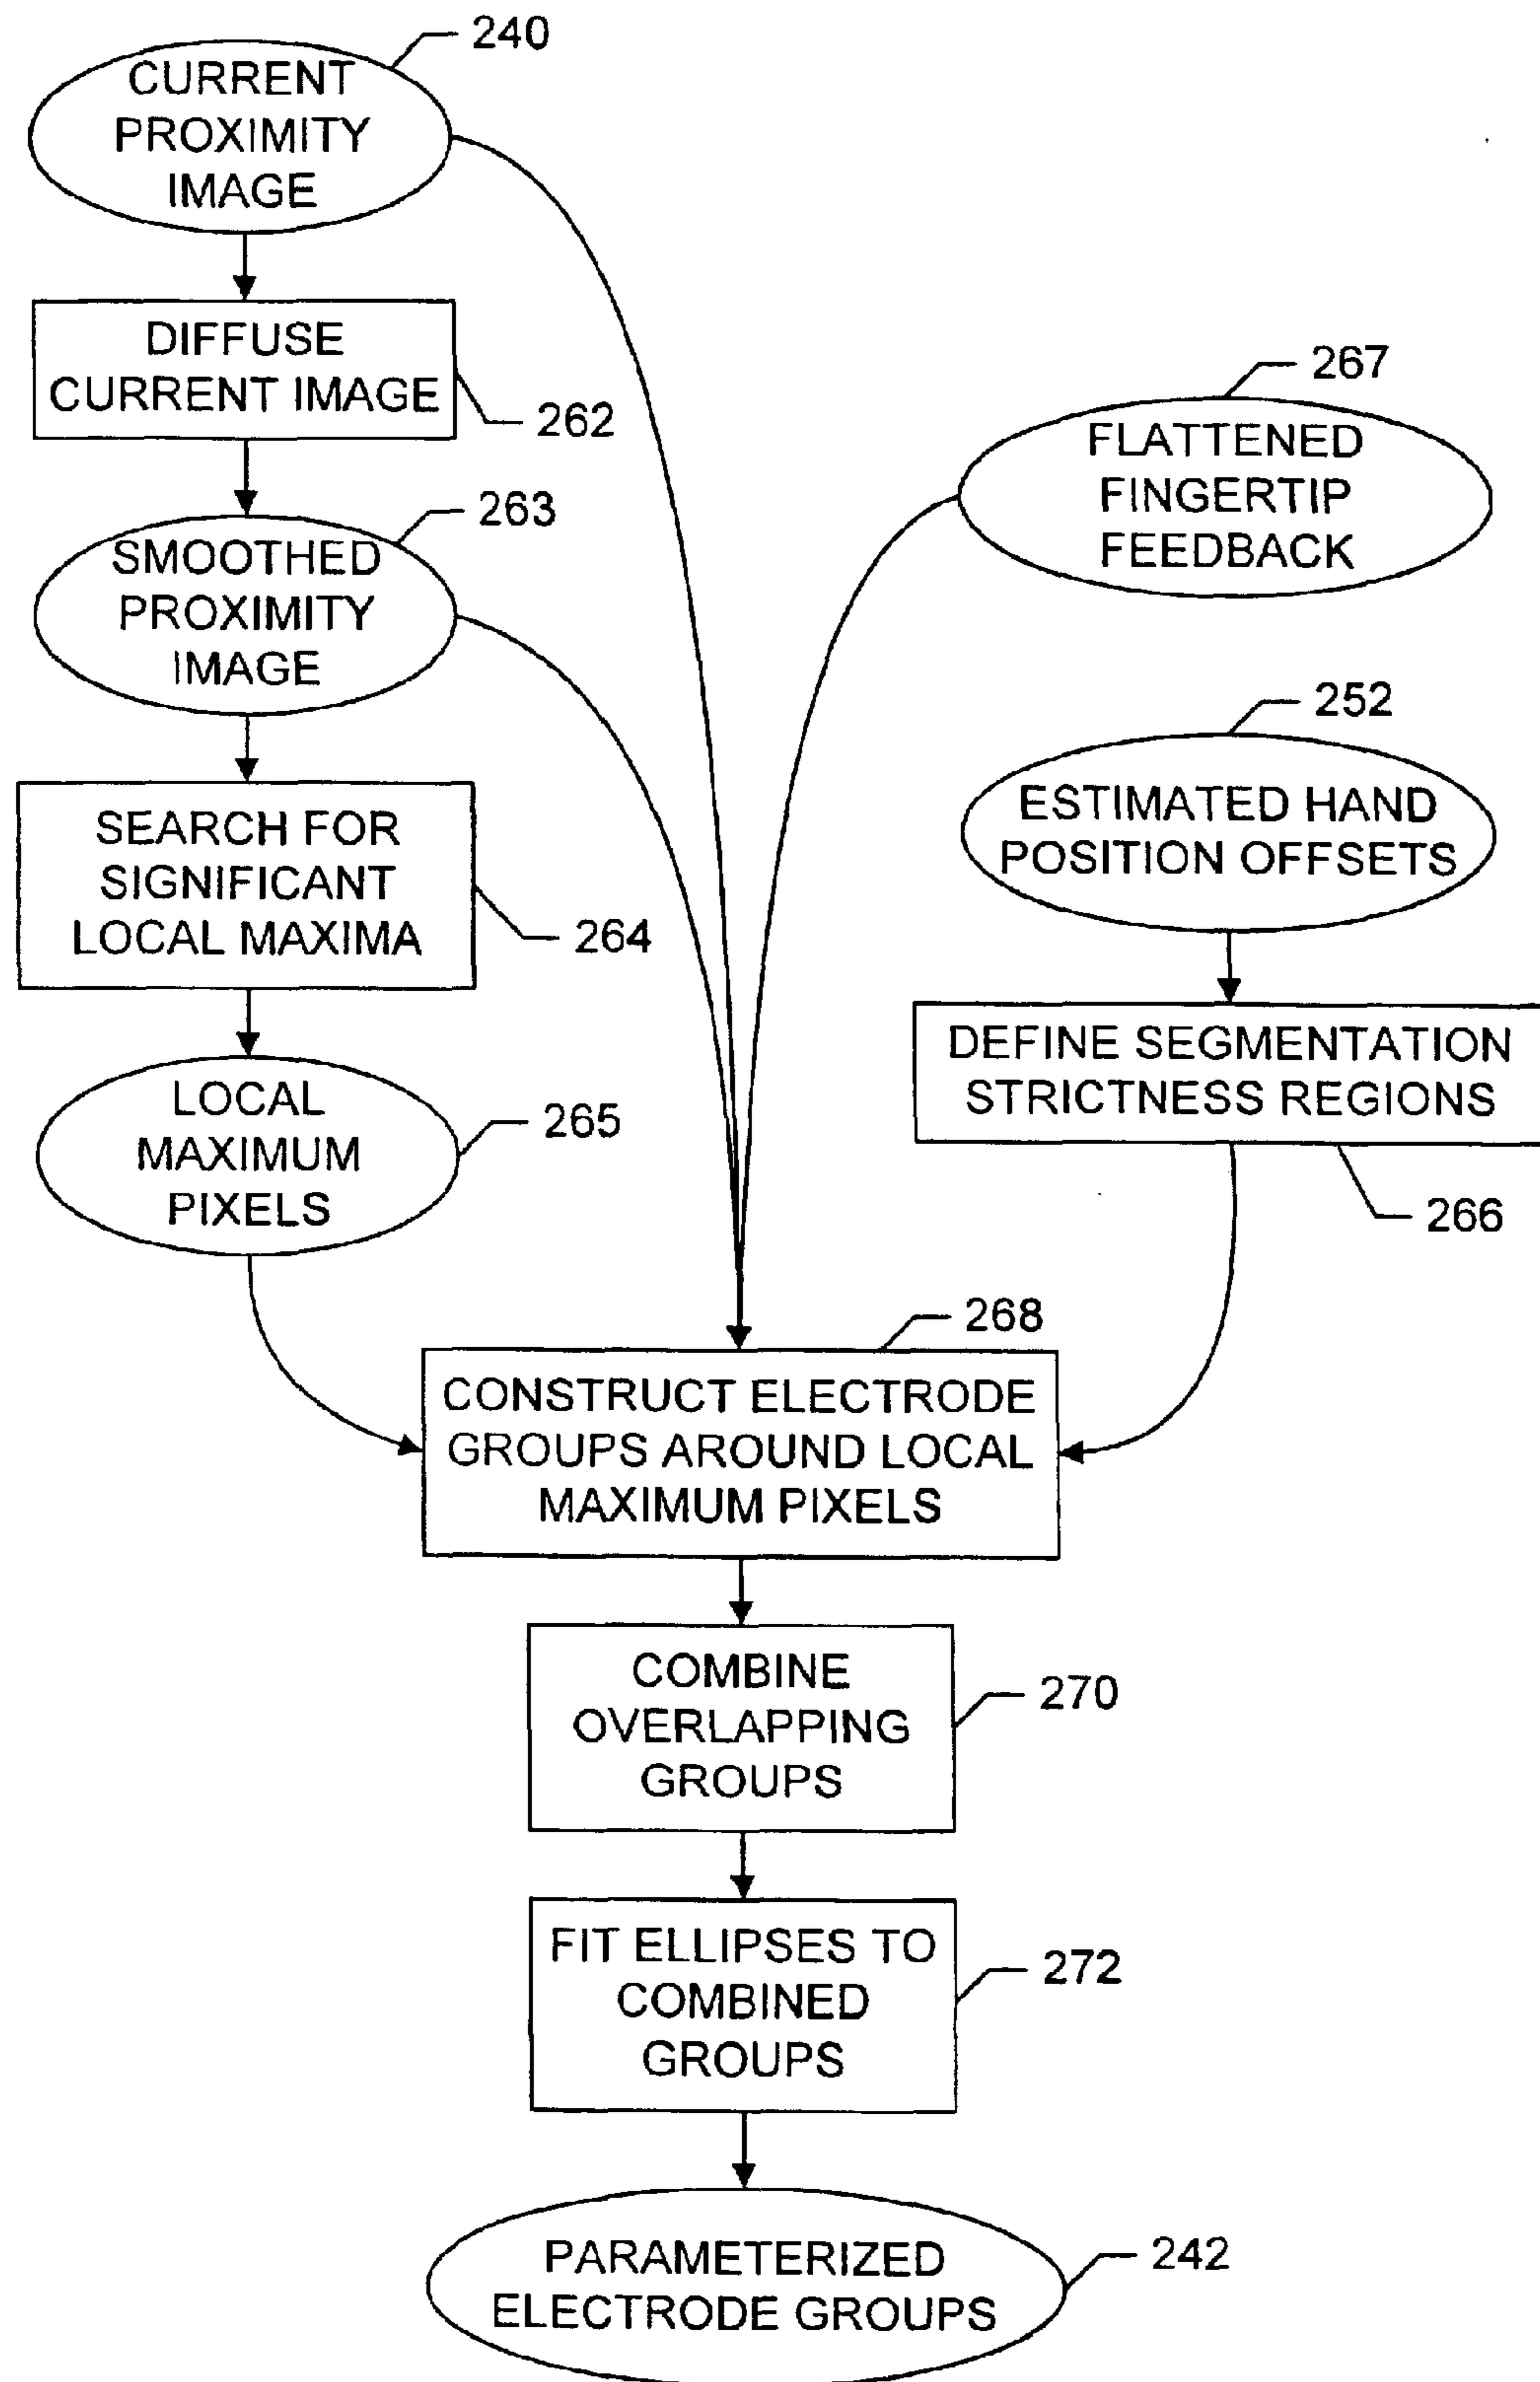 240
CURRENT
PROXIMITY
IMAGE
DIFFUSE
CURRENT IMAGE
262
267
FLATTENED
FINGERTIP
FEEDBACK
263
SMOOTHED
PROXIMITY
IMAGE
252
ESTIMATED HAND
POSITION OFFSETS
SEARCH FOR
SIGNIFICANT
LOCAL MAXIMA
264
DEFINE SEGMENTATION
STRICTNESS REGIONS
266
LOCAL
MAXIMUM
PIXELS
265
268
CONSTRUCT ELECTRODE
GROUPS AROUND LOCAL
MAXIMUM PIXELS
COMBINE
OVERLAPPING
GROUPS
270
FIT ELLIPSES TO
COMBINED
GROUPS
272
PARAMETERIZED
ELECTRODE GROUPS
242